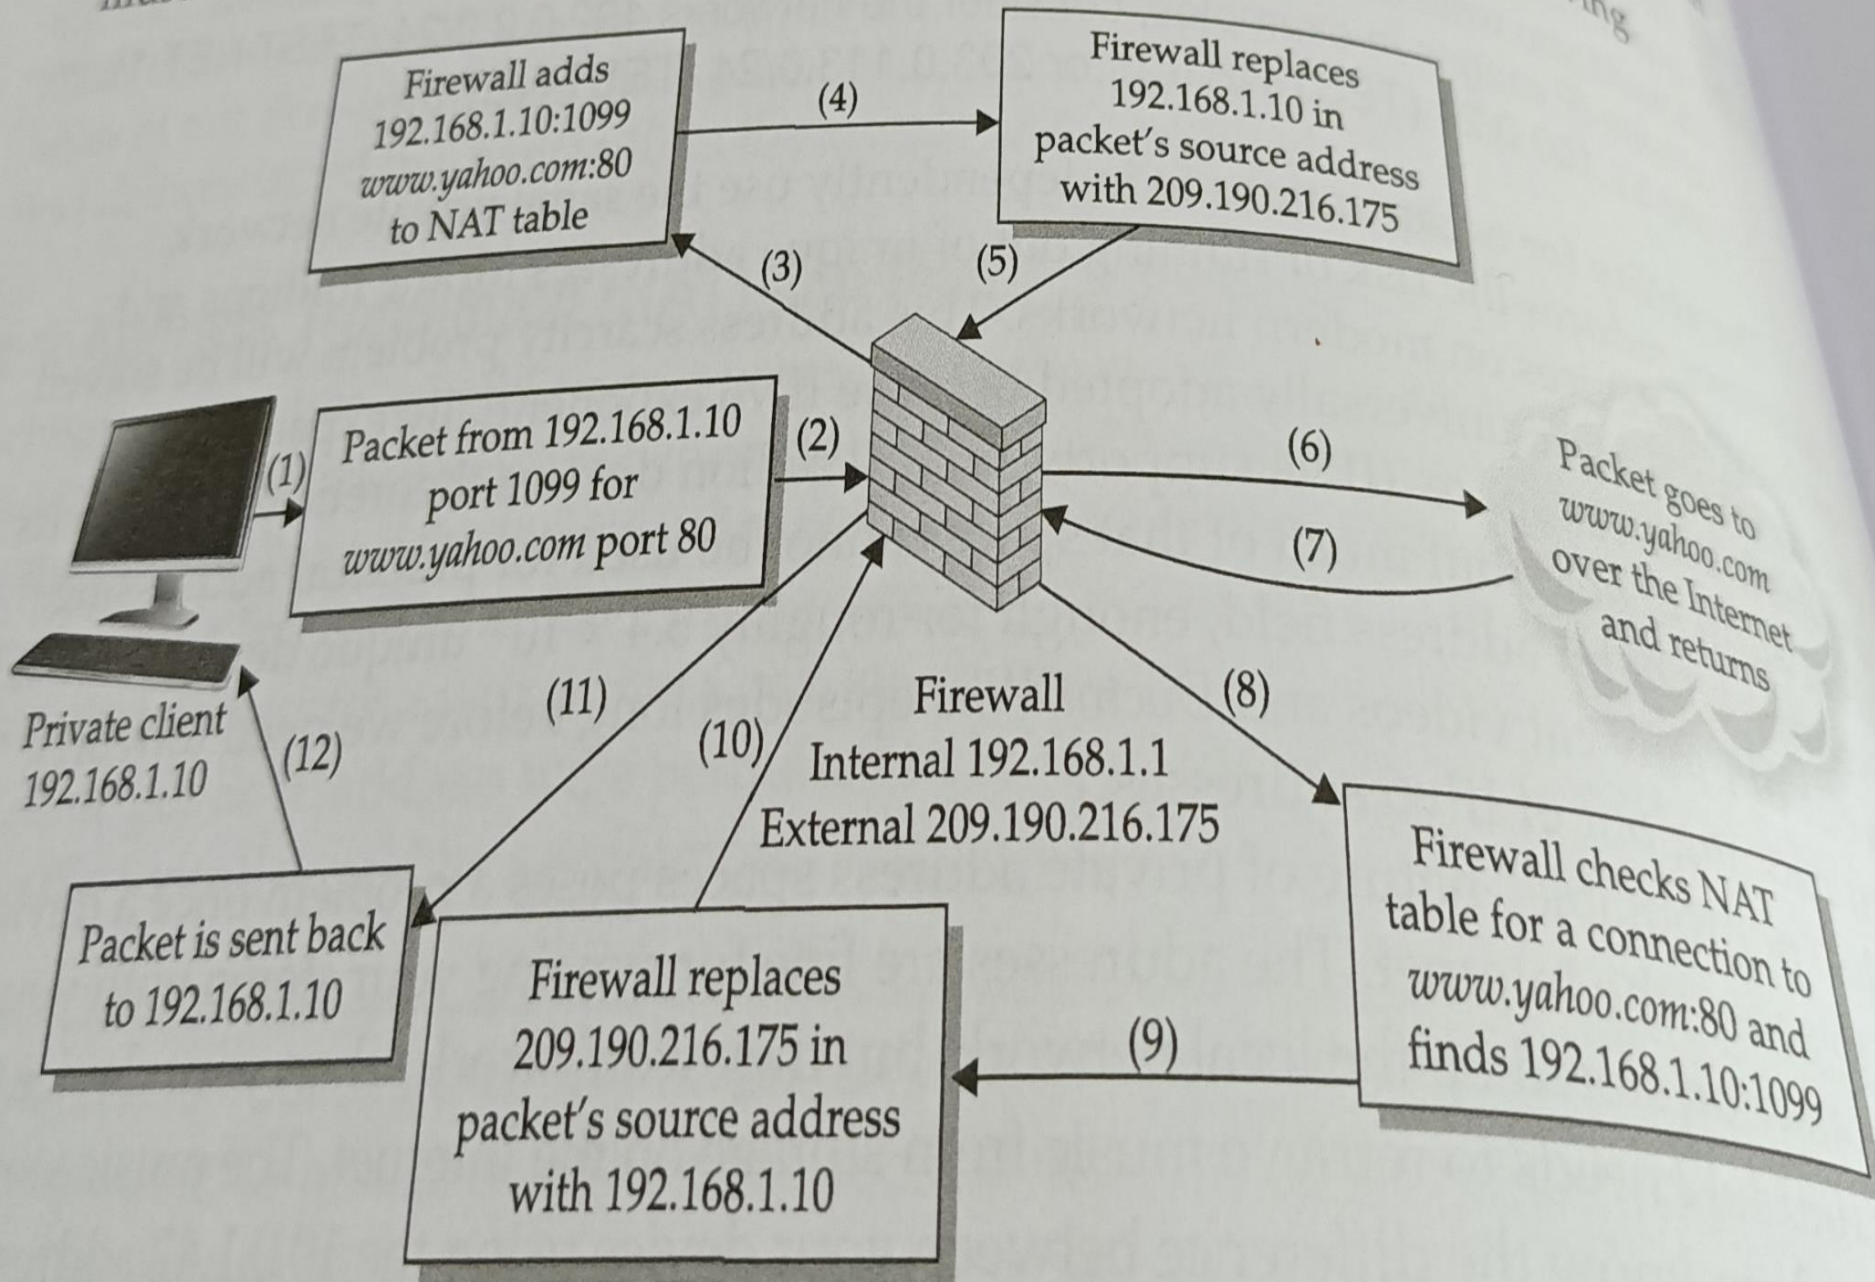 ing
Firewall adds
192.168.1.10:1099
www.yahoo.com:80
to NAT table
(4)
Firewall replaces
192.168.1.10 in
packet's source address
with 209.190.216.175
(3)
(5)
(1)
Packet from 192.168.1.10
port 1099 for
www.yahoo.com port 80
(2)
(6)
(7)
Packet goes to
www.yahoo.com
over the Internet
and returns
Private client
192.168.1.10
(12)
(11)
(10)
Firewall
Internal 192.168.1.1
External 209.190.216.175
(8)
Packet is sent back
to 192.168.1.10
Firewall replaces
209.190.216.175 in
packet's source address
with 192.168.1.10
(9)
Firewall checks NAT
table for a connection to
www.yahoo.com:80 and
finds 192.168.1.10:1099